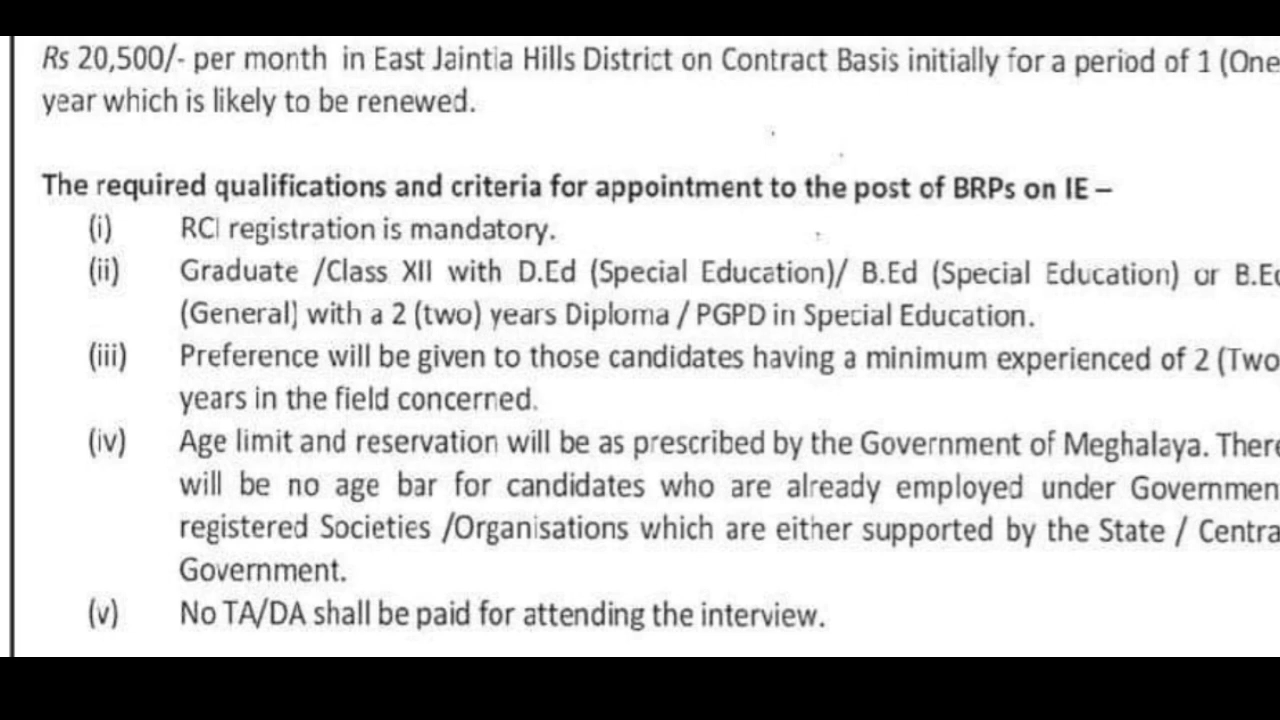 Rs 20,500/- per month in East Jaintia Hills District on Contract Basis initially for a period of 1 (One
year which is likely to be renewed.
The required qualifications and criteria for appointment to the post of BRPs on IE –
(i) RCI registration is mandatory.
(ii) Graduate /Class XII with D.Ed (Special Education)/ B.Ed (Special Education) or B.Ed
(General) with a 2 (two) years Diploma / PGPD in Special Education.
(iii) Preference will be given to those candidates having a minimum experienced of 2 (Two
years in the field concerned.
(iv) Age limit and reservation will be as prescribed by the Government of Meghalaya. There
will be no age bar for candidates who are already employed under Governmen
registered Societies /Organisations which are either supported by the State / Centra
Government.
(v) No TA/DA shall be paid for attending the interview.